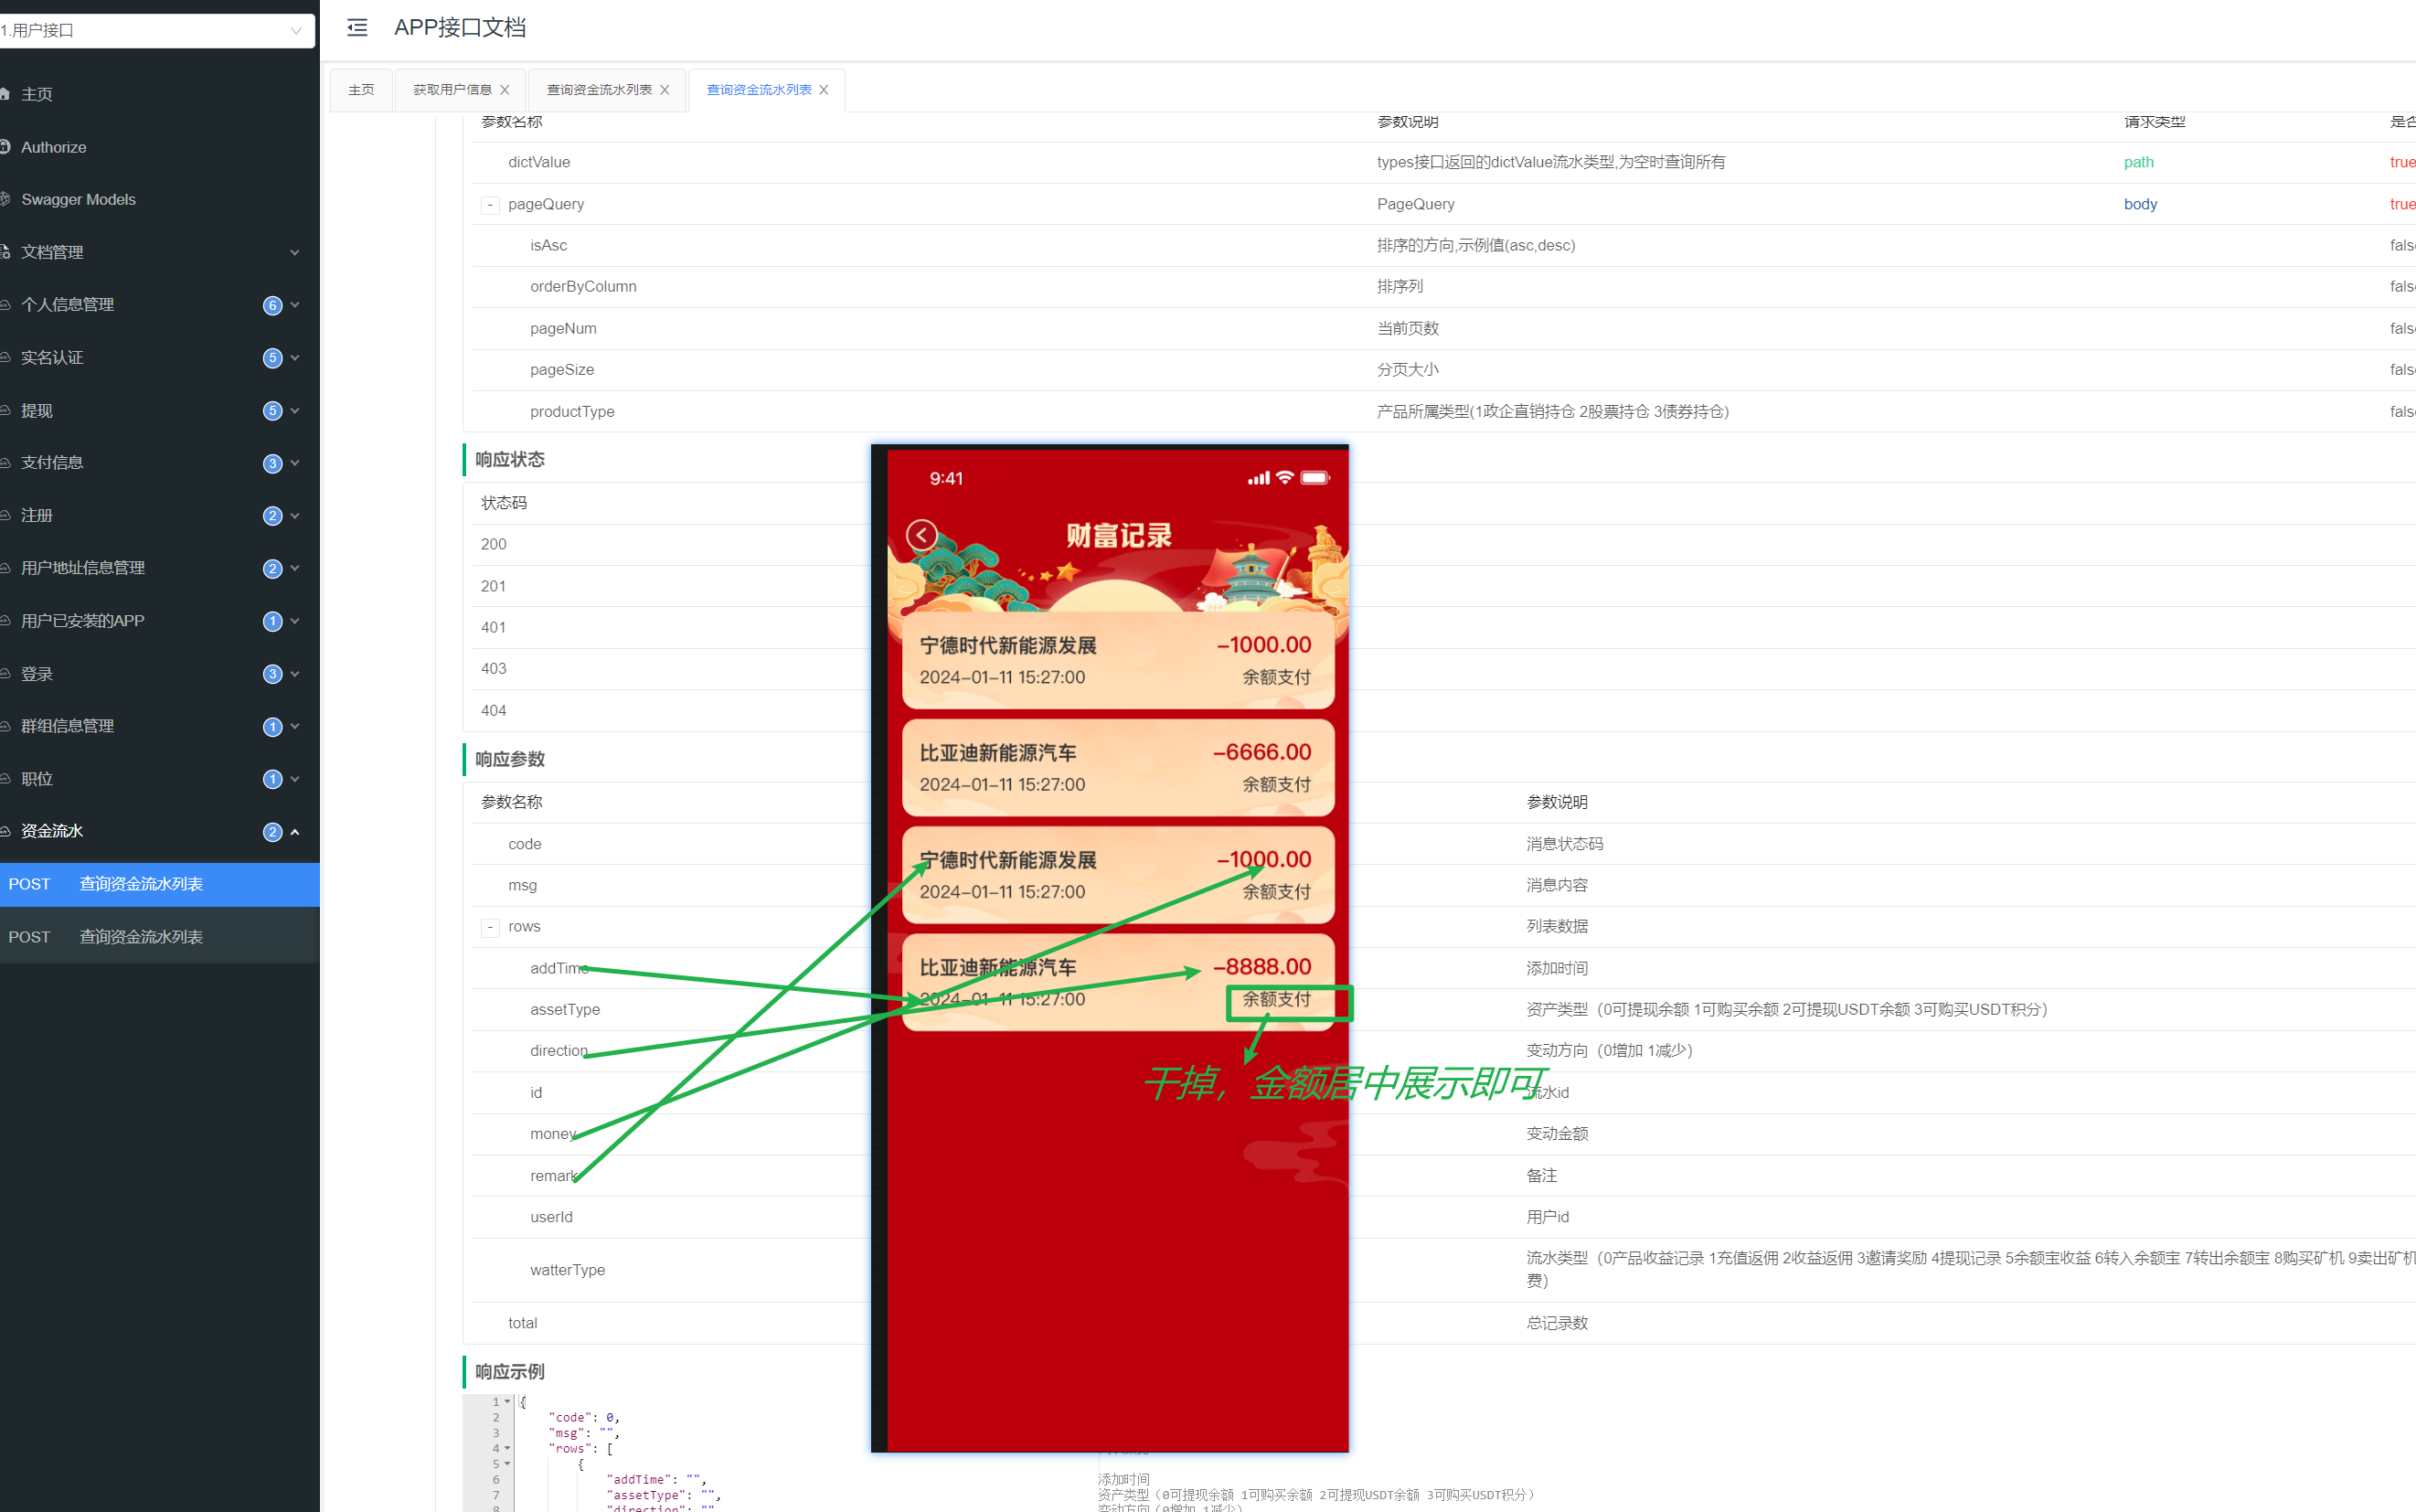 1.用户接口
APP接口文档
主页
获取用户信息
查询资金流水列表
查询资金流水列表
主页
Authorize
Swagger Models
文档管理
个人信息管理 6
实名认证 5
提现 5
支付信息 3
注册 2
用户地址信息管理 2
用户已安装的APP 1
登录 3
群组信息管理 1
职位 1
资金流水 2
POST 查询资金流水列表
POST 查询资金流水列表
参数名称 参数说明 请求类型
dictValue types接口返回的dictValue流水类型,为空时查询所有 path true
- pageQuery PageQuery body true
isAsc 排序的方向,示例值(asc,desc)
orderByColumn 排序列
pageNum 当前页数
pageSize 分页大小
productType 产品所属类型(1政企直销持仓 2股票持仓 3债券持仓)
响应状态
状态码
200
201
401
403
404
响应参数
参数名称 参数说明
code 消息状态码
msg 消息内容
- rows 列表数据
addTime 添加时间
assetType 资产类型（0可提现余额 1可购买余额 2可提现USDT余额 3可购买USDT积分）
direction 变动方向（0增加 1减少）
id 流水id
money 变动金额
remark 备注
userId 用户id
watterType 流水类型（0产品收益记录 1充值返佣 2收益返佣 3邀请奖励 4提现记录 5余额宝收益 6转入余额宝 7转出余额宝 8购买矿机 9卖出矿机
费）
total 总记录数
9:41
财富记录
宁德时代新能源发展 -1000.00
2024-01-11 15:27:00 余额支付
比亚迪新能源汽车 -6666.00
2024-01-11 15:27:00 余额支付
宁德时代新能源发展 -1000.00
2024-01-11 15:27:00 余额支付
比亚迪新能源汽车 -8888.00
2024-01-11 15:27:00 余额支付
干掉，金额居中展示即可
响应示例
1 {
2 "code": 0,
3 "msg": "",
4 "rows": [
5 {
6 "addTime": "", 添加时间
7 "assetType": "", 资产类型（0可提现余额 1可购买余额 2可提现USDT余额 3可购买USDT积分）
8 "direction": "" 变动方向（0增加 1减少）